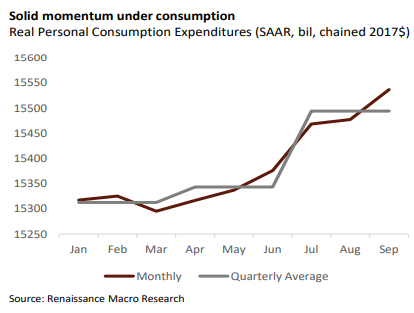 Solid momentum under consumption
Real Personal Consumption Expenditures (SAAR, bil, chained 2017$)
15600
15550
15500
15450
15400
15350
15300
15250
Jan Feb Mar Apr May Jun Jul Aug Sep
Monthly Quarterly Average
Source: Renaissance Macro Research